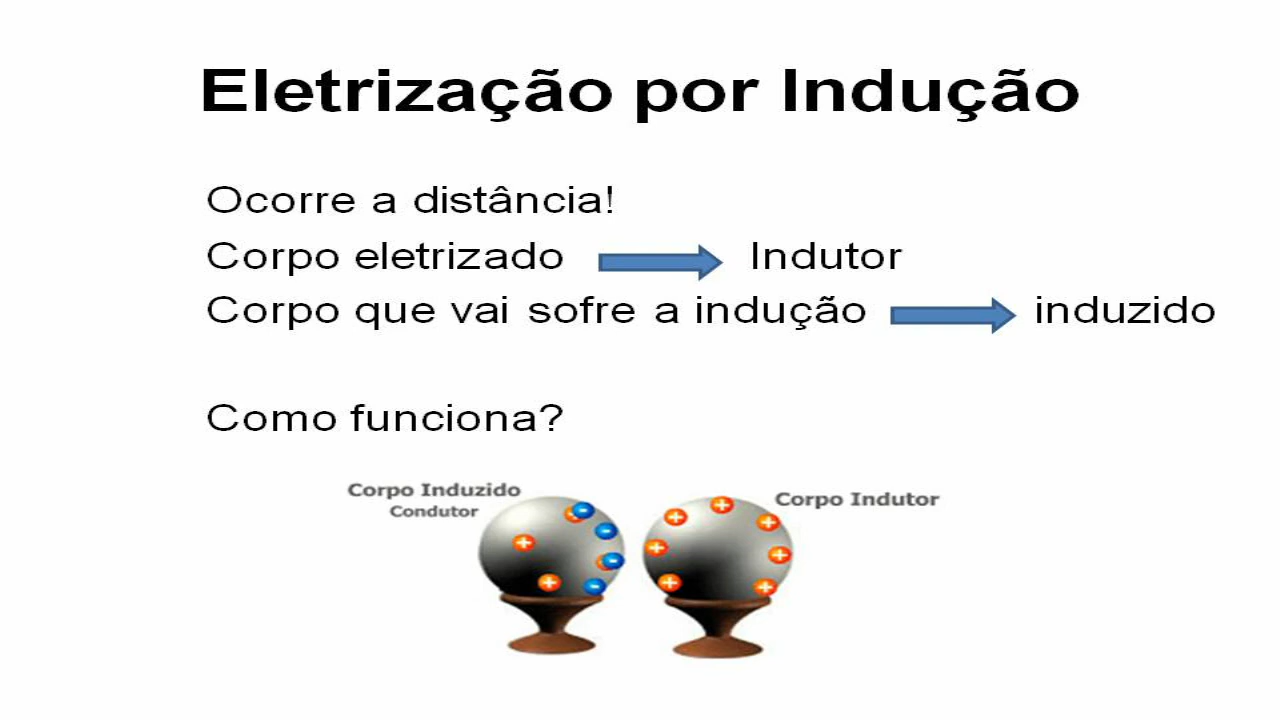 Eletrização por Indução
Ocorre a distância!
Corpo eletrizado Indutor
Corpo que vai sofre a indução induzido
Como funciona?
Corpo Induzido
Condutor
Corpo Indutor